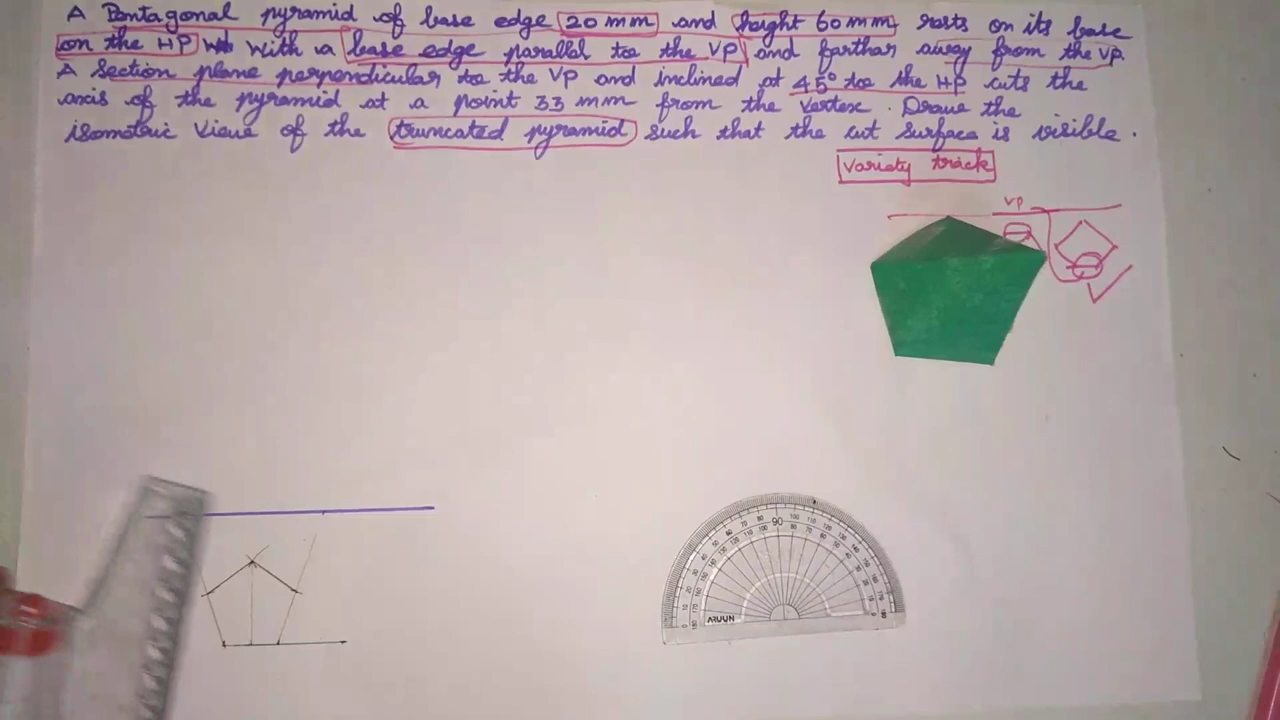 A Pentagonal pyramid of base edge 20 mm and height 60 mm rests on its base
on the HP with a base edge parallel to the VP and farther away from the VP.
A Section plane perpendicular to the VP and inclined at 45° to the HP cuts the
axis of the pyramid at a point 33 mm from the vertex. Draw the
isometric view of the truncated pyramid such that the cut surface is visible.
Variety track
VP
90
ARUUN